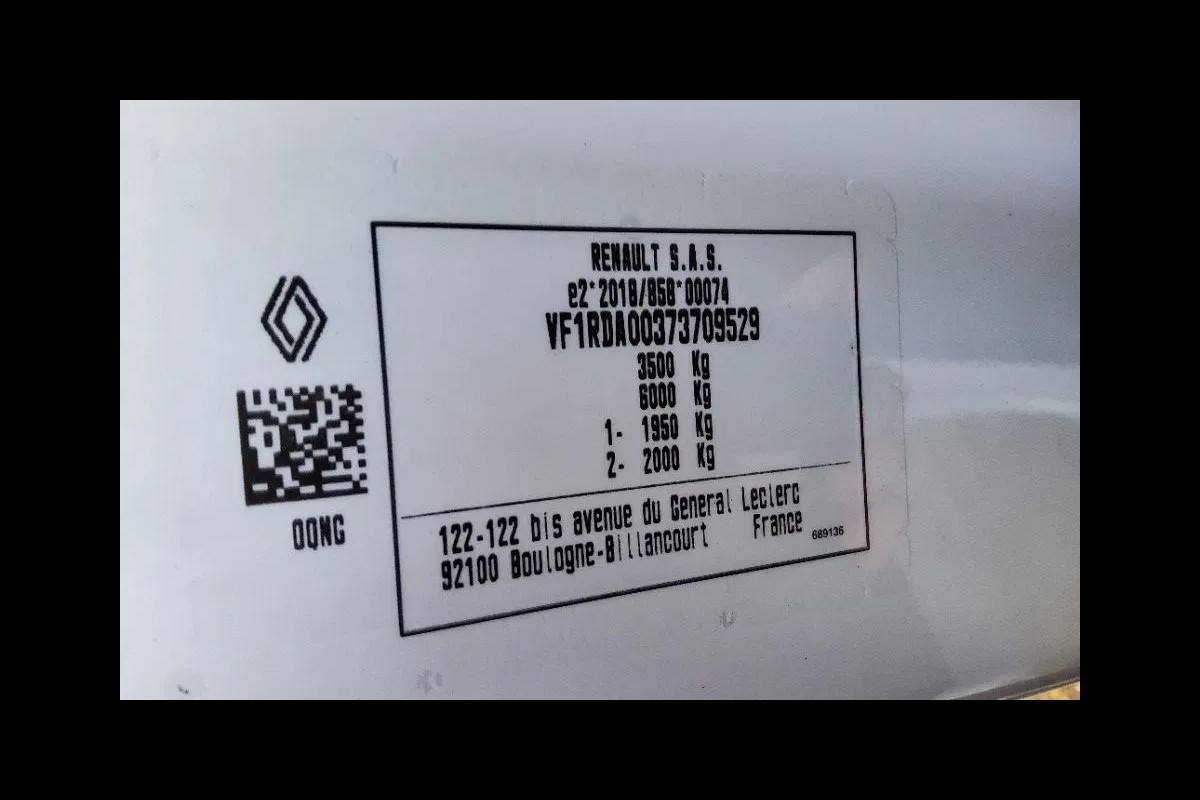 RENAULT S.A.S.
e2*2018/858*00074
VF1RDA00373709529
3500 Kg
6000 Kg
1- 1950 Kg
2- 2000 Kg
122-122 bis avenue du General Leclerc
92100 Boulogne-Billancourt France
689136
OQNG